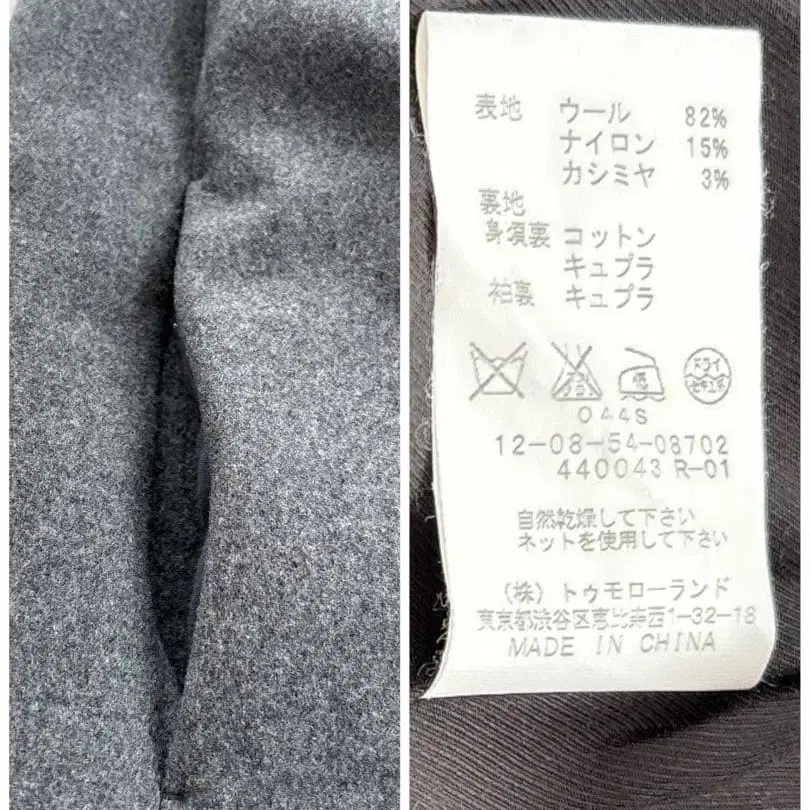 表地 ウール 82%
ナイロン 15%
カシミヤ 3%
裏地
身頃裏 コットン
キュプラ
袖裏 キュプラ
ドライ
セキユ系
044S
12-08-54-08702
440043 R-01
自然乾燥して下さい
ネットを使用して下さい
(株)トゥモローランド
東京都渋谷区恵比寿西1-32-18
MADE IN CHINA